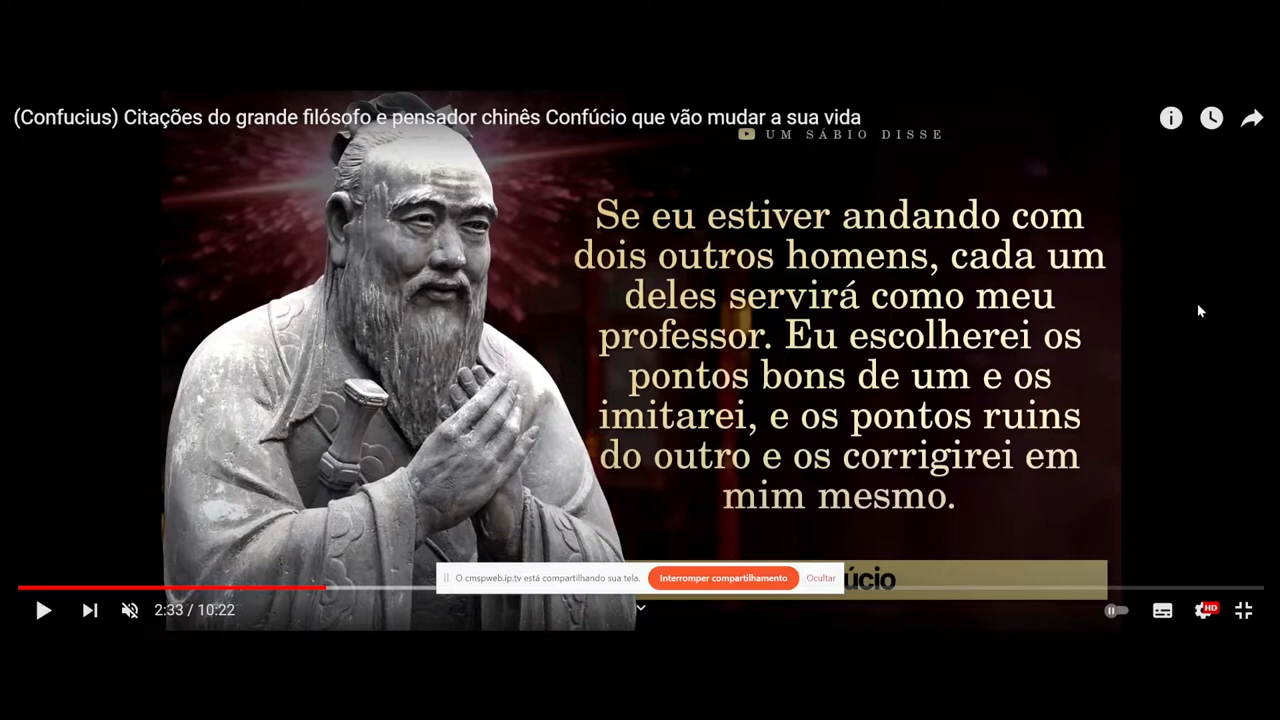 (Confucius) Citações do grande filósofo e pensador chinês Confúcio que vão mudar a sua vida
UM SÁBIO DISSE
Se eu estiver andando com
dois outros homens, cada um
deles servirá como meu
professor. Eu escolherei os
pontos bons de um e os
imitarei, e os pontos ruins
do outro e os corrigirei em
mim mesmo.
O cmspweb.ip.tv está compartilhando sua tela. Interromper compartilhamento Ocultar
úcio
2:33 / 10:22
HD